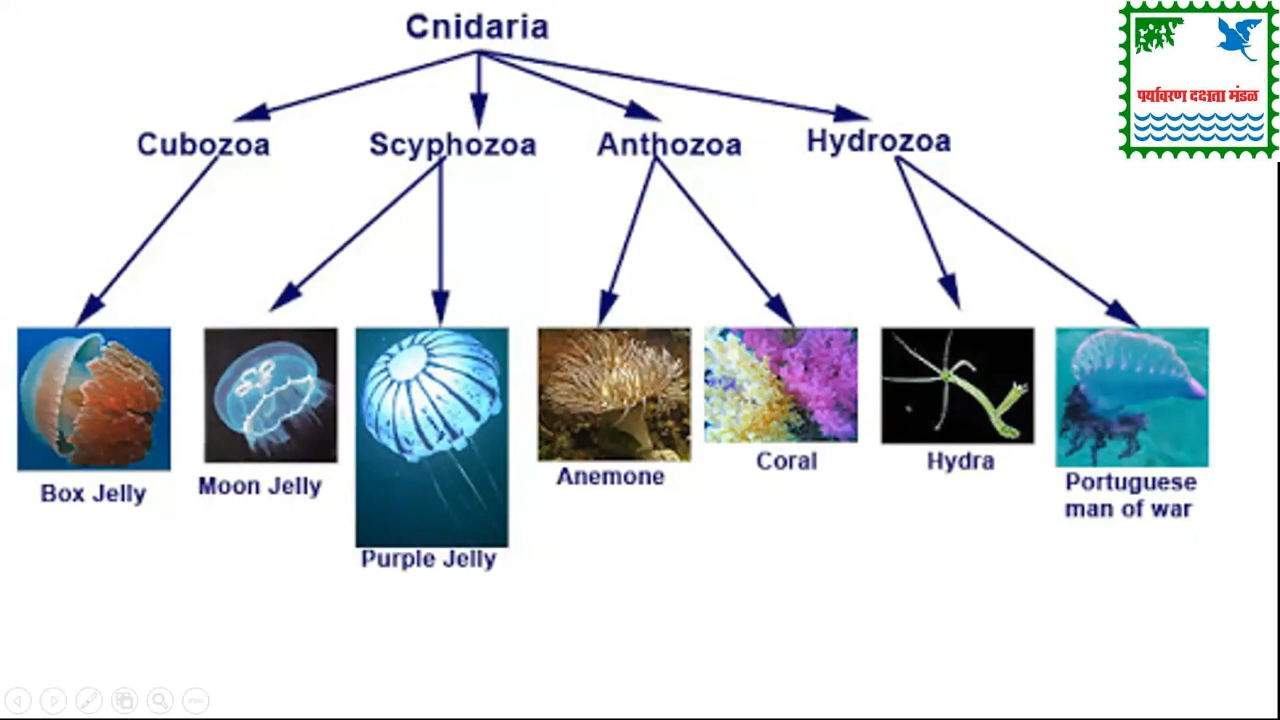 Cnidaria
पर्यावरण दक्षता मंडळ
Cubozoa
Scyphozoa
Anthozoa
Hydrozoa
Box Jelly
Moon Jelly
Purple Jelly
Anemone
Coral
Hydra
Portuguese
man of war